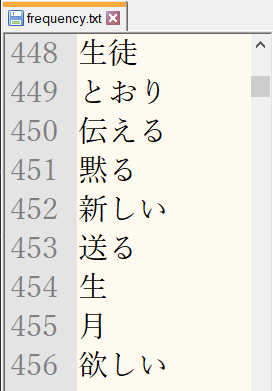 frequency.txt
448 生徒
449 とおり
450 伝える
451 黙る
452 新しい
453 送る
454 生
455 月
456 欲しい